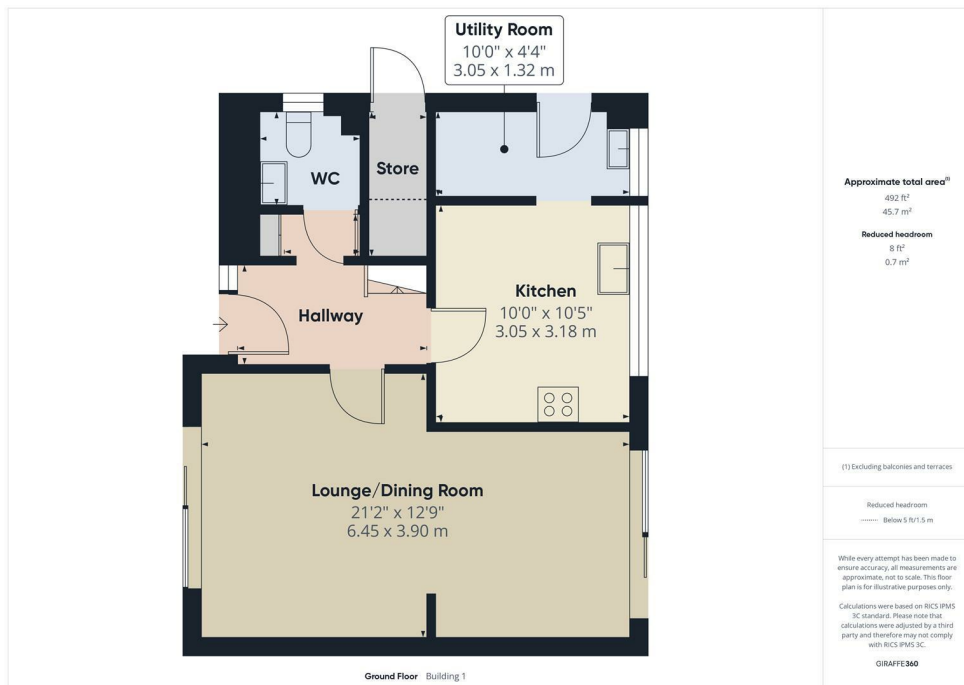 Utility Room
10'0" x 4'4"
3.05 x 1.32 m
WC
Store
Kitchen
10'0" x 10'5"
3.05 x 3.18 m
Hallway
Lounge/Dining Room
21'2" x 12'9"
6.45 x 3.90 m
Ground Floor Building 1
Approximate total area(1)
492 ft²
45.7 m²
Reduced headroom
8 ft²
0.7 m²
(1) Excluding balconies and terraces
Reduced headroom
Below 5 ft/1.5 m
While every attempt has been made to
ensure accuracy, all measurements are
approximate, not to scale. This floor
plan is for illustrative purposes only.
Calculations were based on RICS IPMS
3C standard. Please note that
calculations were adjusted by a third
party and therefore may not comply
with RICS IPMS 3C.
GIRAFFE360